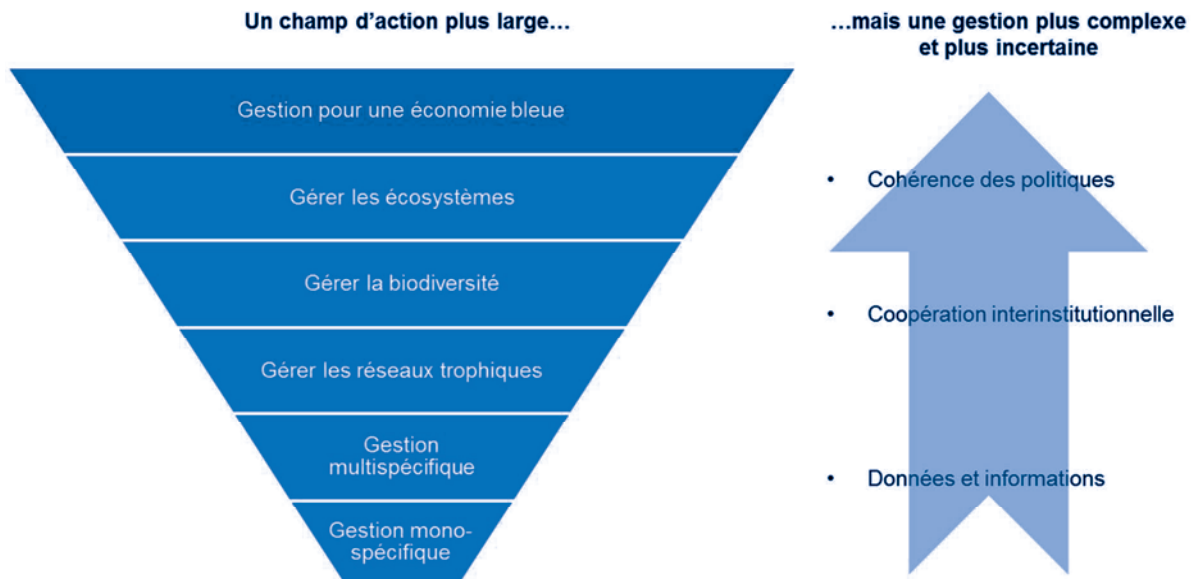 Un champ d’action plus large…
…mais une gestion plus complexe
et plus incertaine
Gestion pour une économie bleue
Gérer les écosystèmes
Gérer la biodiversité
Gérer les réseaux trophiques
Gestion
multispécifique
Gestion mono-
spécifique
• Cohérence des politiques
• Coopération interinstitutionnelle
• Données et informations